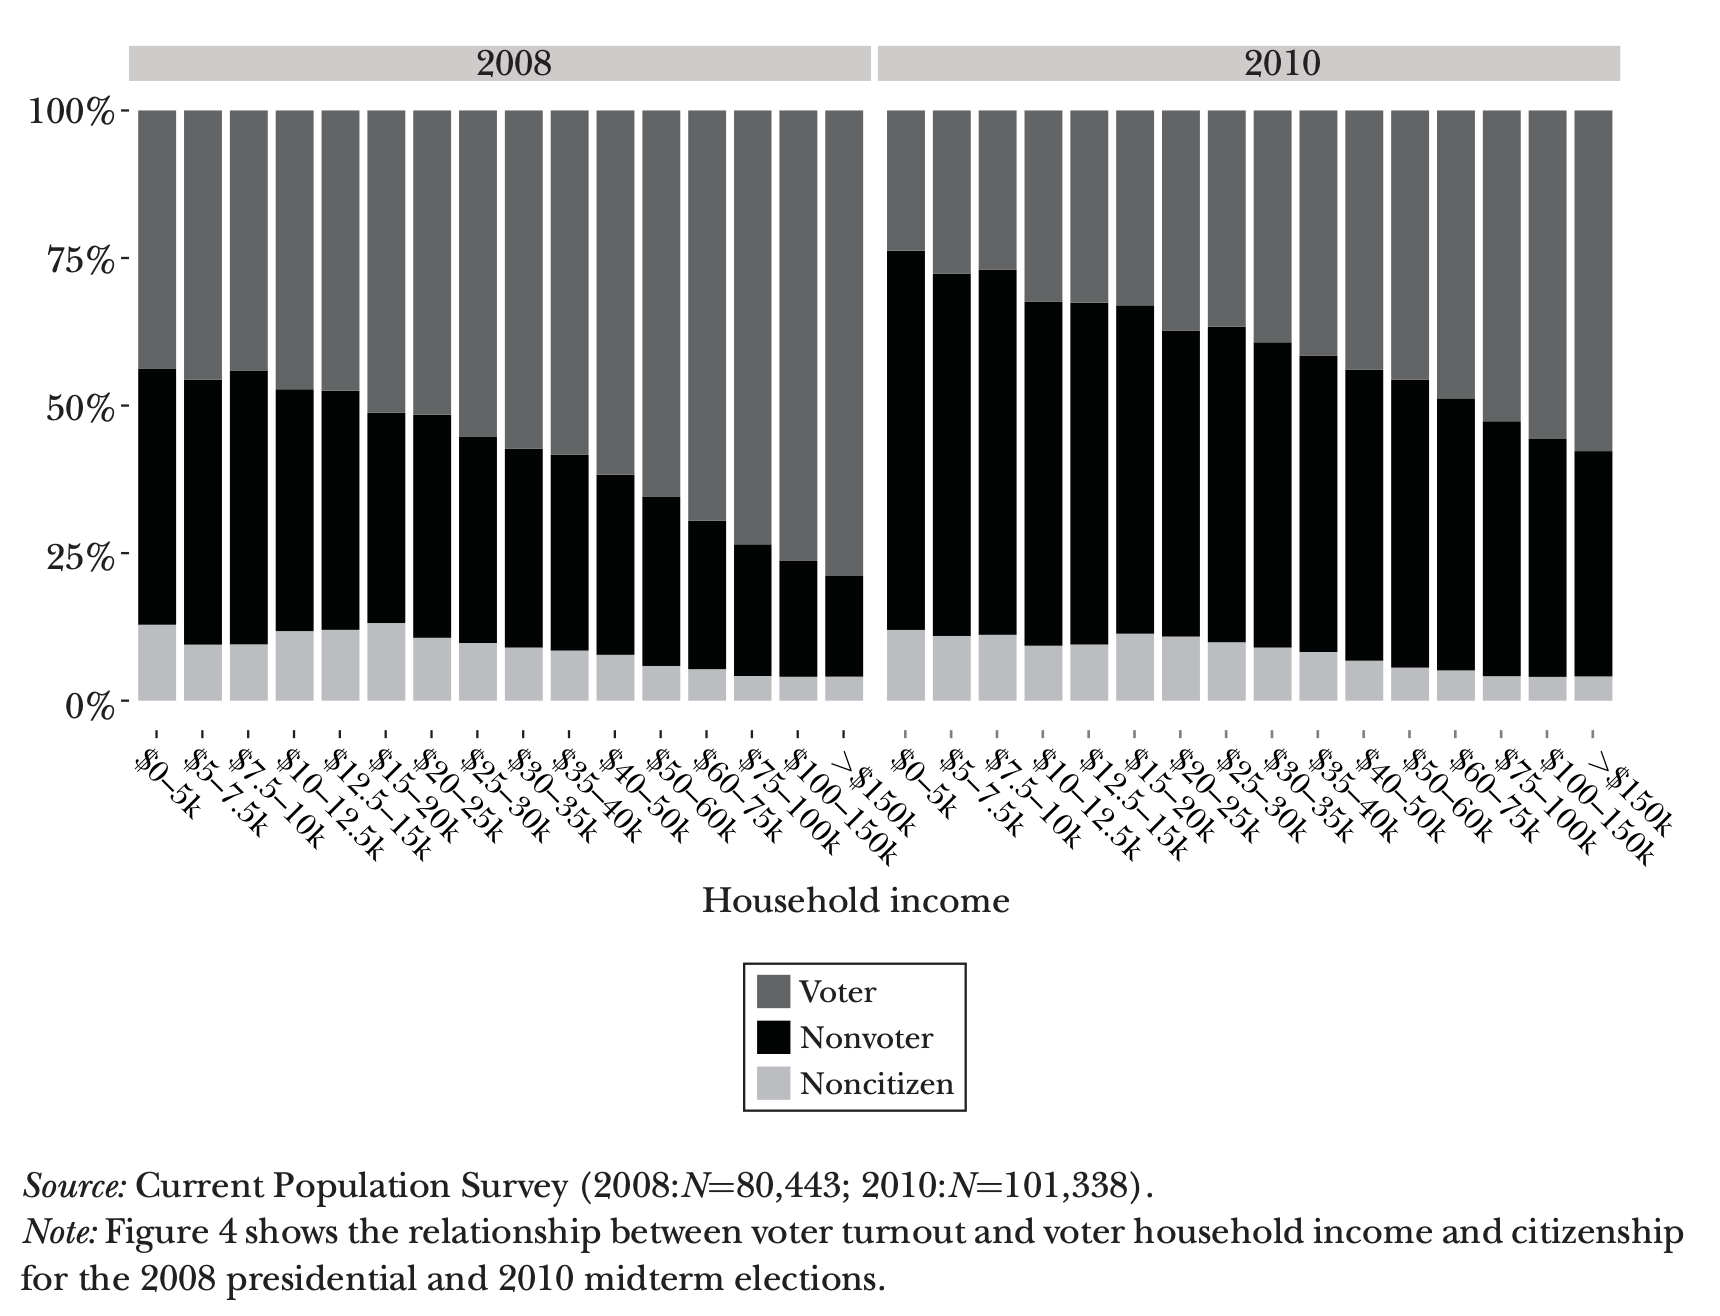 2008
2010
100%
75%
50%
25%
0%
$0–5k
$5–7.5k
$7.5–10k
$10–12.5k
$12.5–15k
$15–20k
$20–25k
$25–30k
$30–35k
$35–40k
$40–50k
$50–60k
$60–75k
$75–100k
$100–150k
>$150k
$0–5k
$5–7.5k
$7.5–10k
$10–12.5k
$12.5–15k
$15–20k
$20–25k
$25–30k
$30–35k
$35–40k
$40–50k
$50–60k
$60–75k
$75–100k
$100–150k
>$150k
Household income
Voter
Nonvoter
Noncitizen
Source: Current Population Survey (2008:N=80,443; 2010:N=101,338).
Note: Figure 4 shows the relationship between voter turnout and voter household income and citizenship
for the 2008 presidential and 2010 midterm elections.